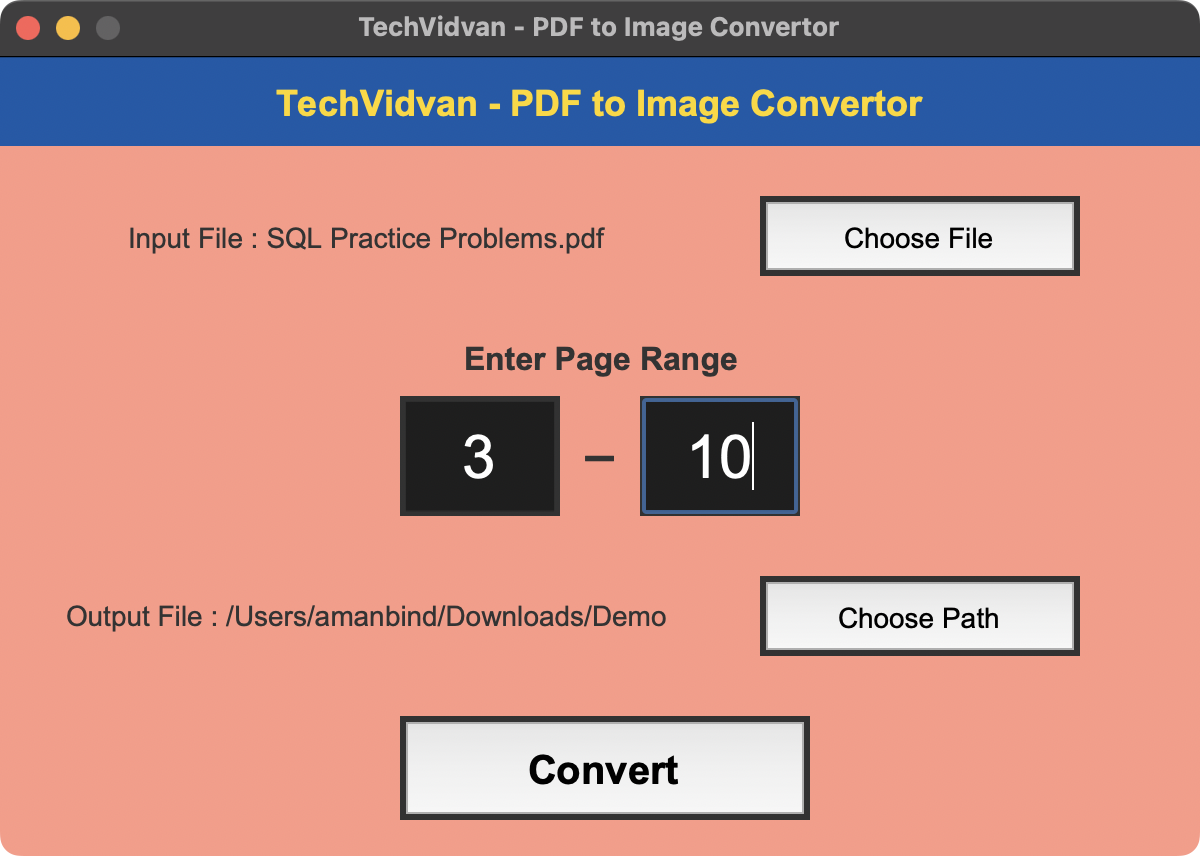 TechVidvan - PDF to Image Convertor
TechVidvan - PDF to Image Convertor
Input File : SQL Practice Problems.pdf
Choose File
Enter Page Range
3 – 10
Output File : /Users/amanbind/Downloads/Demo
Choose Path
Convert